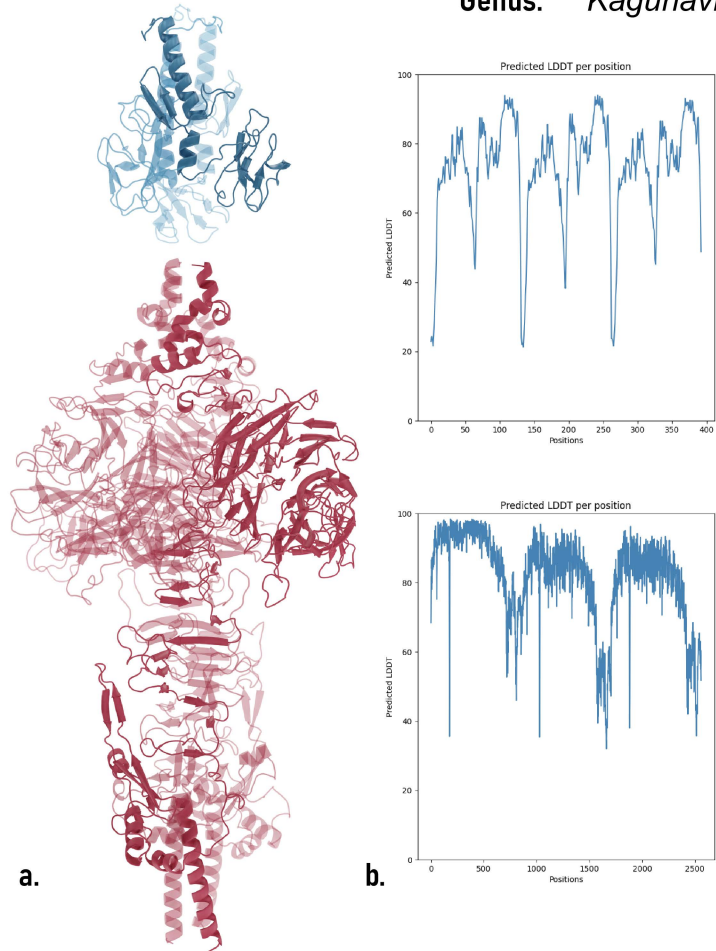 Genus:
Predicted LDDT per position
100
80
60
40
20
0
Predicted LDDT
0 50 100 150 200 250 300 350 400
Positions
Predicted LDDT per position
100
80
60
40
20
0
Predicted LDDT
0 500 1000 1500 2000 2500
Positions
a.
b.